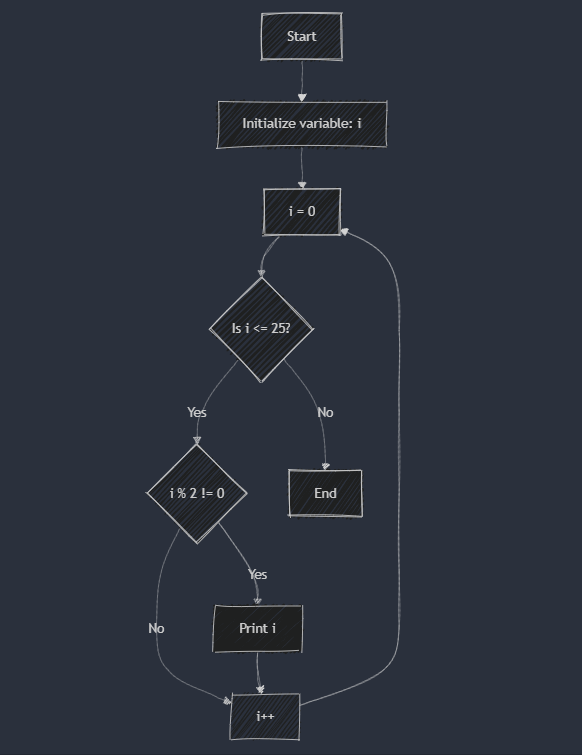 Start
Initialize variable: i
i = 0
Is i <= 25?
Yes
No
i % 2 != 0
End
Yes
No
Print i
i++